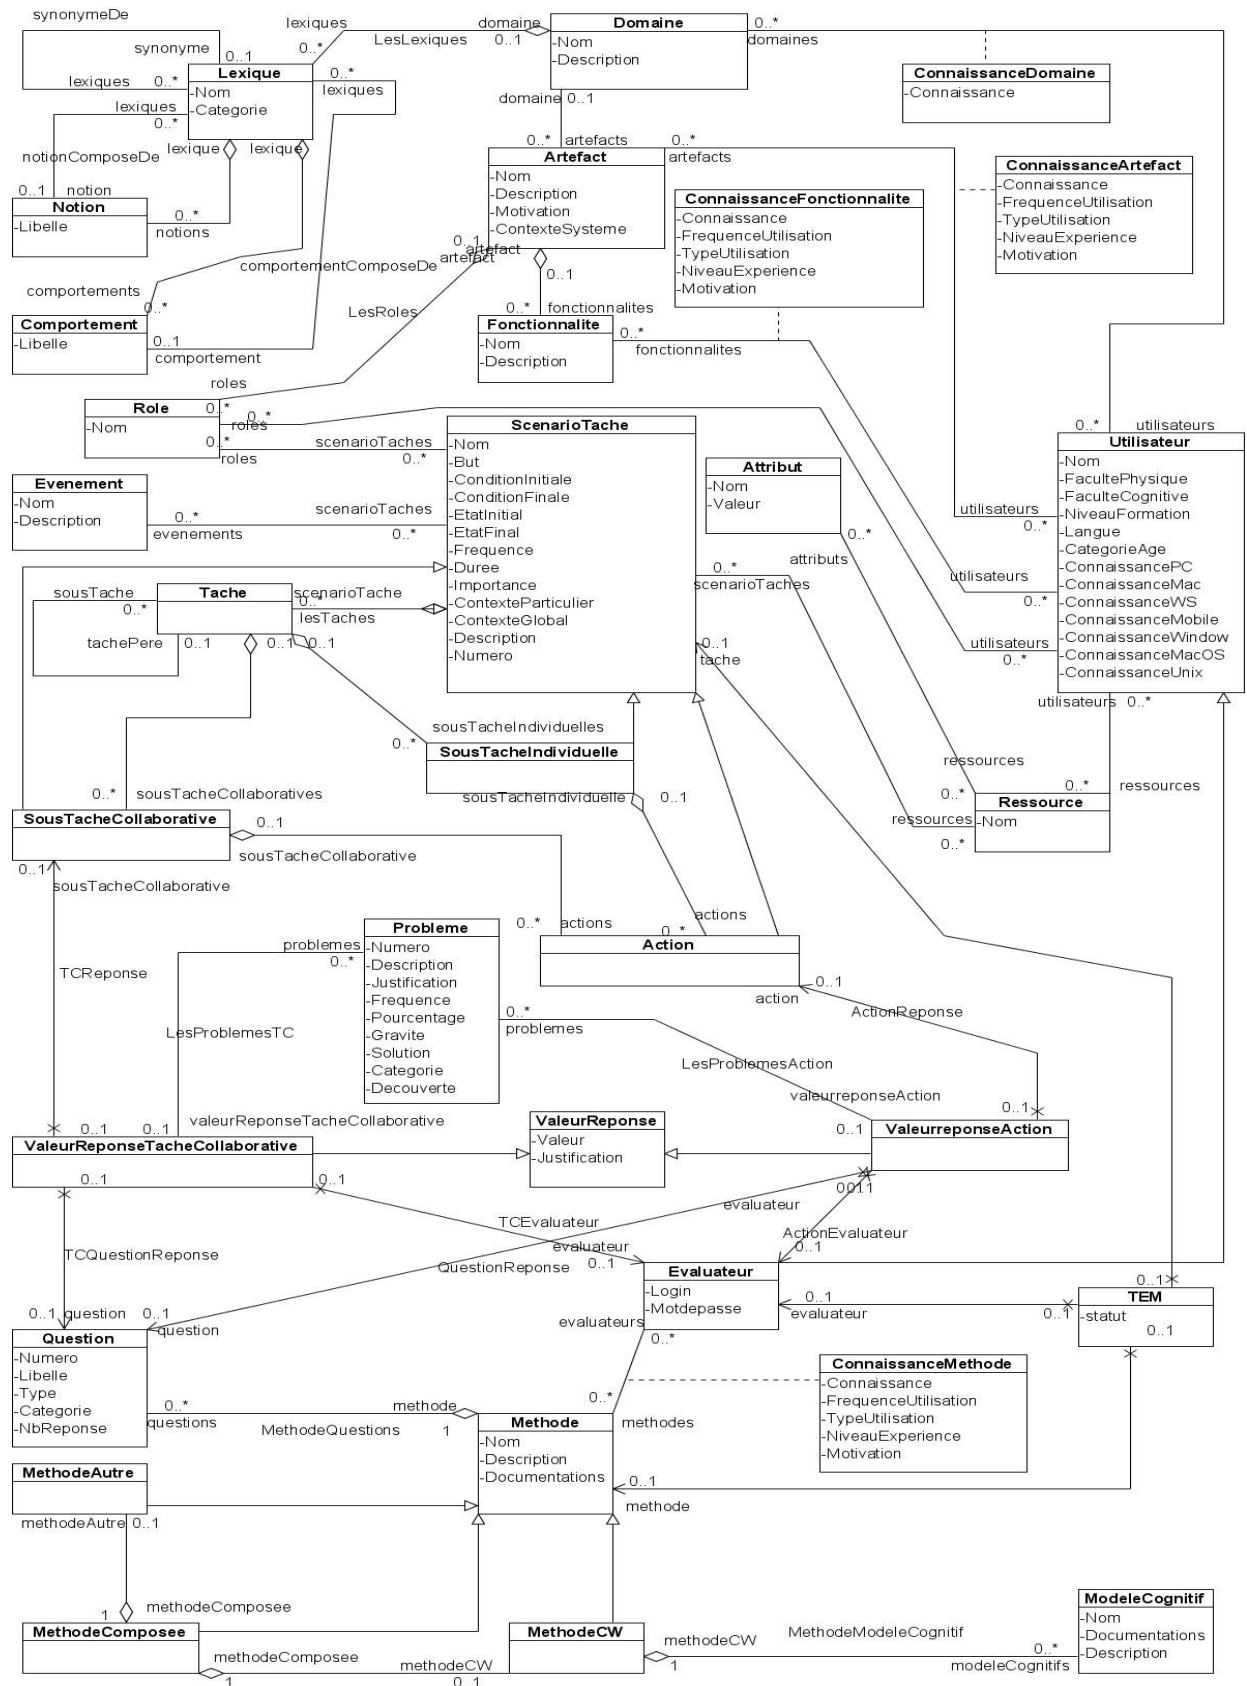 synonymeDe
lexiques
domaine
Domaine
0..*
synonyme
0..1
0..*
LesLexiques
0..1
-Nom
domaines
lexiques 0..*
Lexique
0..*
-Description
ConnaissanceDomaine
-Nom
lexiques
-Connaissance
lexiques
-Categorie
domaine 0..1
0..*
notionComposeDe
lexique
lexique
0..* artefacts
0..*
artefacts
Artefact
ConnaissanceArtefact
-Nom
-Description
-Motivation
-ContexteSysteme
-Connaissance
-FrequenceUtilisation
-TypeUtilisation
-NiveauExperience
-Motivation
0..1 notion
Notion
-Libelle
0..*
notions
ConnaissanceFonctionnalite
-Connaissance
-FrequenceUtilisation
-TypeUtilisation
-NiveauExperience
-Motivation
0..1
artefact
artefact
comportementComposeDe
0..1
comportements
0..*
LesRoles
0..* fonctionnalites
Comportement
-Libelle
0..1
comportement
Fonctionnalite
-Nom
-Description
0..*
fonctionnalites
roles
Role
-Nom
0..*
0..*
roles
0..*
roles
scenarioTaches
0..*
ScenarioTache
-Nom
-But
-ConditionInitiale
-ConditionFinale
-EtatInitial
-EtatFinal
-Frequence
-Duree
-Importance
-ContexteParticulier
-ContexteGlobal
-Description
-Numero
0..* utilisateurs
Utilisateur
-Nom
-FacultePhysique
-FaculteCognitive
-NiveauFormation
-Langue
-CategorieAge
-ConnaissancePC
-ConnaissanceMac
-ConnaissanceWS
-ConnaissanceMobile
-ConnaissanceWindow
-ConnaissanceMacOS
-ConnaissanceUnix
Attribut
-Nom
-Valeur
Evenement
-Nom
-Description
0..*
evenements
scenarioTaches
0..*
utilisateurs
0..*
0..*
attributs
0..*
scenarioTaches
utilisateurs
0..*
sousTache
0..*
Tache
scenarioTache
0..*
lesTaches
tachePere
0..1
0..1
0..1
0..1
tache
utilisateurs
0..*
utilisateurs 0..*
sousTacheIndividuelles
0..*
SousTacheIndividuelle
sousTacheIndividuelle
0..1
ressources
0..*
0..*
ressources
Ressource
-Nom
ressources
0..*
0..* sousTacheCollaboratives
SousTacheCollaborative
0..1
sousTacheCollaborative
0..1
sousTacheCollaborative
0..* actions
actions
0..*
Action
Probleme
-Numero
-Description
-Justification
-Frequence
-Pourcentage
-Gravite
-Solution
-Categorie
-Decouverte
problemes
0..*
TCReponse
0..1
action
ActionReponse
0..*
problemes
LesProblemesTC
LesProblemesAction
valeurreponseAction
0..1
0..1
0..1
0..1
valeurReponseTacheCollaborative
ValeurReponse
-Valeur
-Justification
ValeurreponseAction
ValeurReponseTacheCollaborative
0..1
0..1
0011
evaluateur
TCEvaluateur
ActionEvaluateur
TCQuestionReponse
evaluateur
0..1
0..1
QuestionReponse
Evaluateur
-Login
-Motdepasse
0..1
TEM
-statut
0..1
0..1
evaluateur
0..1
0..1 question
0..1
question
evaluateurs
0..*
Question
-Numero
-Libelle
-Type
-Categorie
-NbReponse
ConnaissanceMethode
-Connaissance
-FrequenceUtilisation
-TypeUtilisation
-NiveauExperience
-Motivation
0..*
questions
methode
MethodeQuestions
1
0..*
methodes
Methode
-Nom
-Description
-Documentations
MethodeAutre
0..1
methode
methodeAutre 0..1
1
methodeComposee
MethodeComposee
methodeComposee
1
methodeCW
0..1
MethodeCW
methodeCW
1
MethodeModeleCognitif
0..*
modeleCognitifs
ModeleCognitif
-Nom
-Documentations
-Description